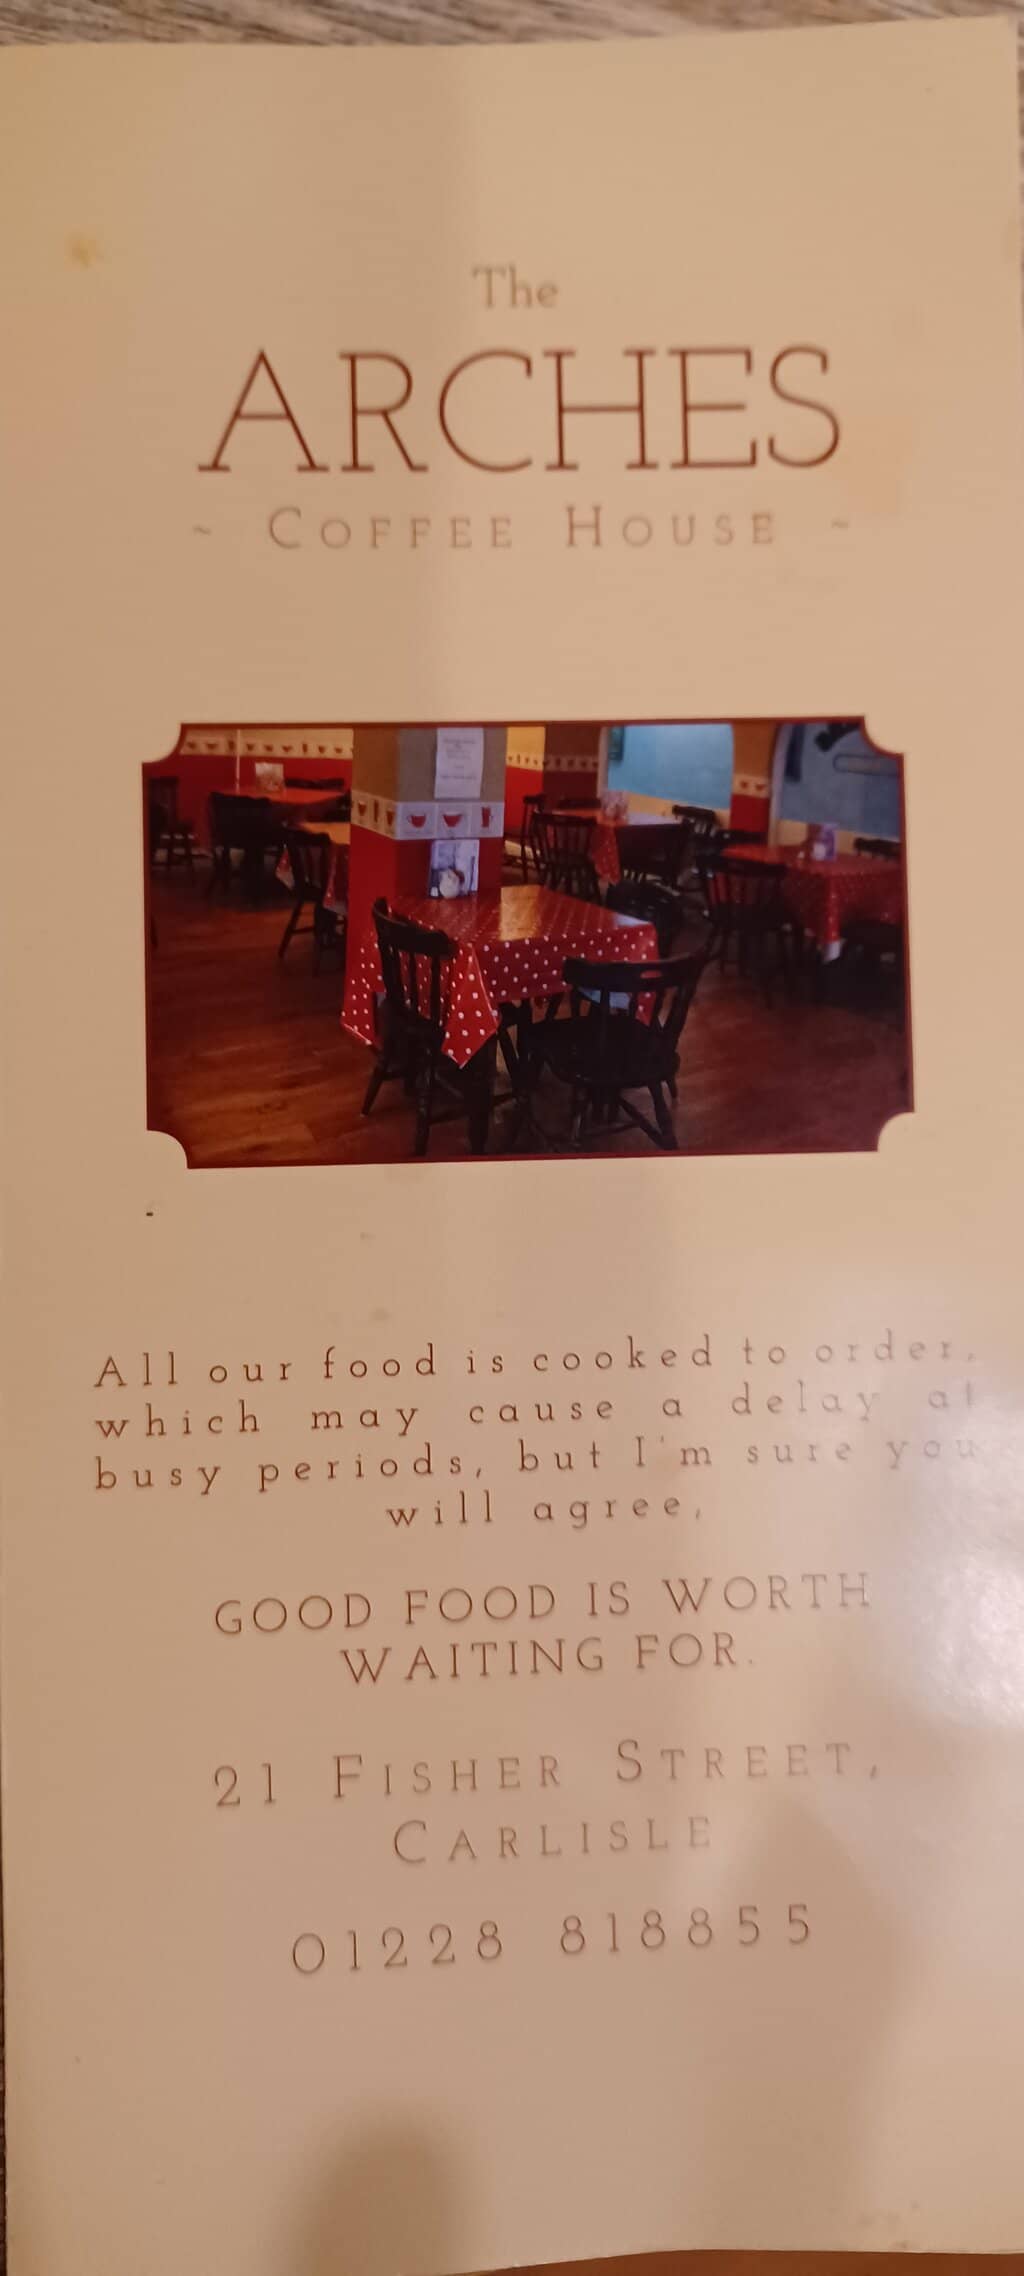 The
ARCHES
~ COFFEE HOUSE ~
All our food is cooked to order,
which may cause a delay at
busy periods, but I'm sure you
will agree,
GOOD FOOD IS WORTH
WAITING FOR.
21 FISHER STREET,
CARLISLE
01228 818855